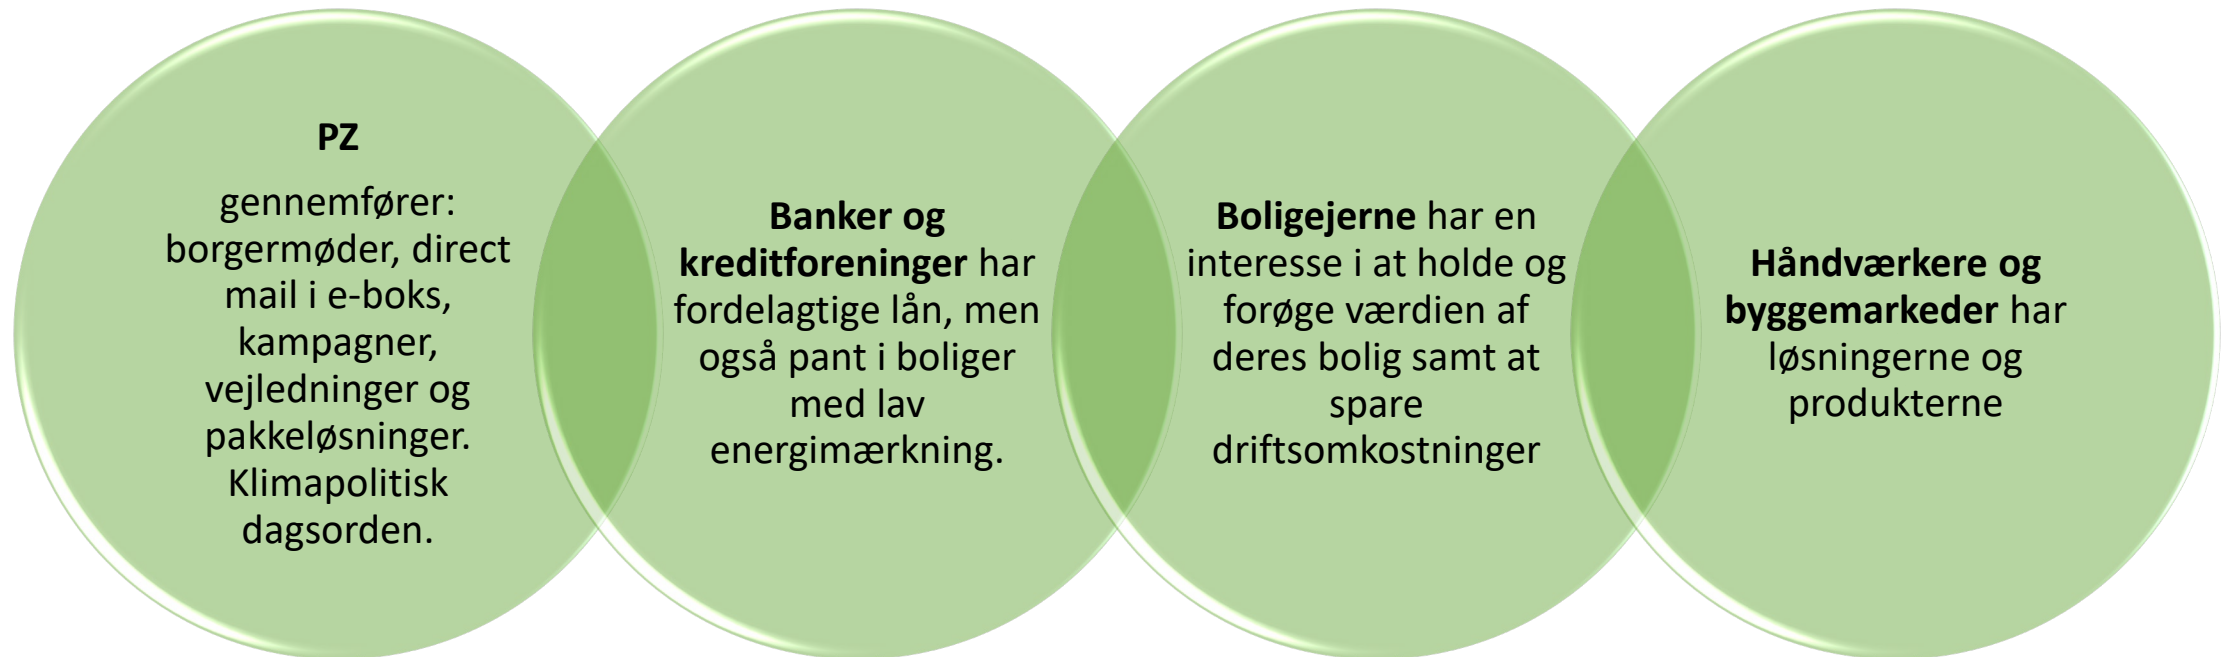 PZ
gennemfører:
borgermøder, direct
mail i e-boks,
kampagner,
vejledninger og
pakkeløsninger.
Klimapolitisk
dagsorden.
Banker og
kreditforeninger har
fordelagtige lån, men
også pant i boliger
med lav
energimærkning.
Boligejerne har en
interesse i at holde og
forøge værdien af
deres bolig samt at
spare
driftsomkostninger
Håndværkere og
byggemarkeder har
løsningerne og
produkterne